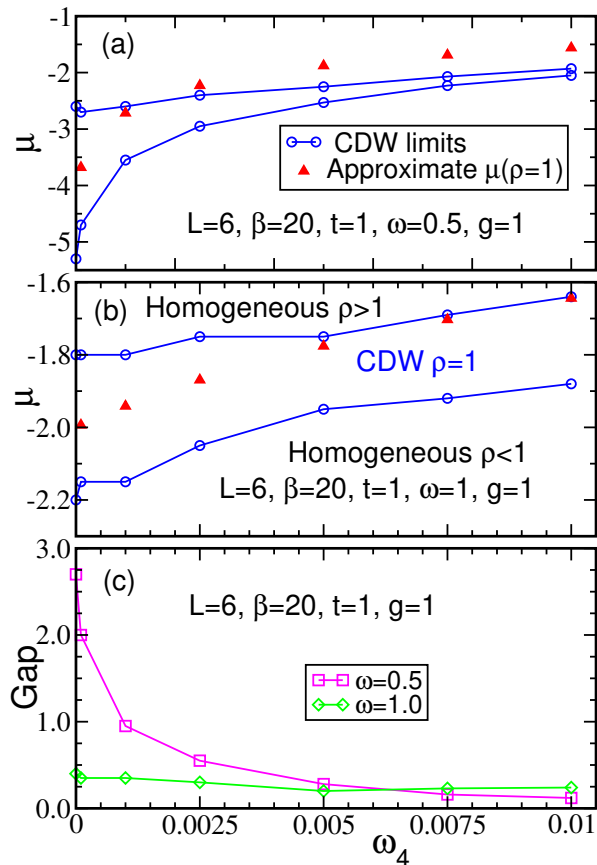 -1
(a)
-2
-3
μ
CDW limits
Approximate μ(ρ=1)
-4
L=6, β=20, t=1, ω=0.5, g=1
-5
-1.6
(b) Homogeneous ρ>1
-1.8
CDW ρ=1
μ
-2.0
Homogeneous ρ<1
L=6, β=20, t=1, ω=1, g=1
-2.2
3.0
(c)
L=6, β=20, t=1, g=1
2.0
Gap
ω=0.5
ω=1.0
1.0
0.0
0 0.0025 0.005 0.0075 0.01
ω4